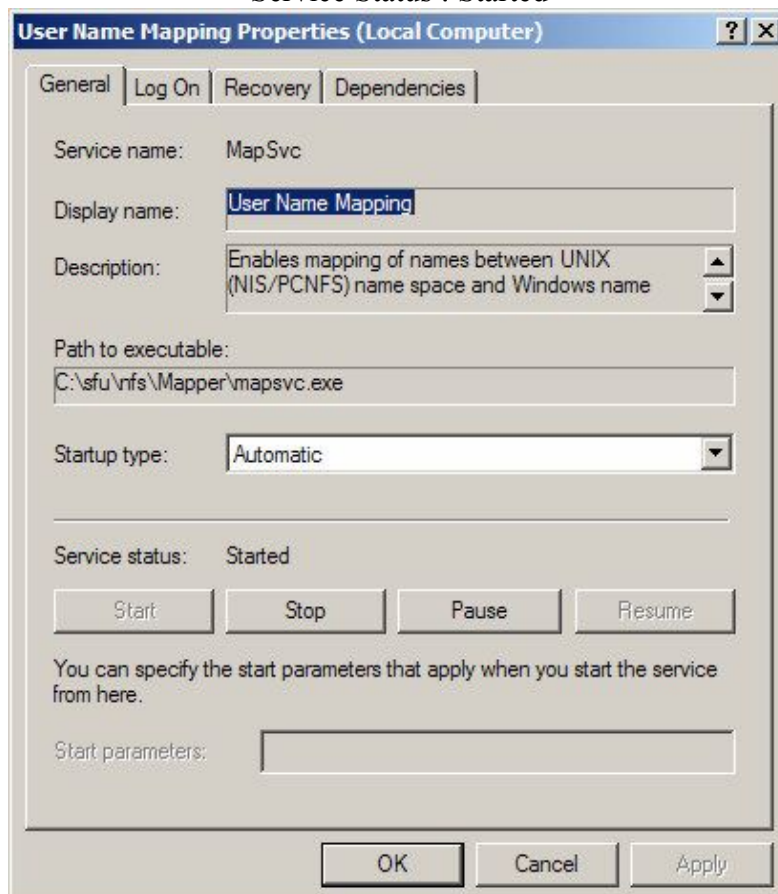 Service Status : Started
User Name Mapping Properties (Local Computer)
General Log On Recovery Dependencies
Service name: MapSvc
Display name: User Name Mapping
Description: Enables mapping of names between UNIX
(NIS/PCNFS) name space and Windows name
Path to executable:
C:\sfu\nfs\Mapper\mapsvc.exe
Startup type: Automatic
Service status: Started
Start Stop Pause Resume
You can specify the start parameters that apply when you start the service
from here.
Start parameters:
OK Cancel Apply